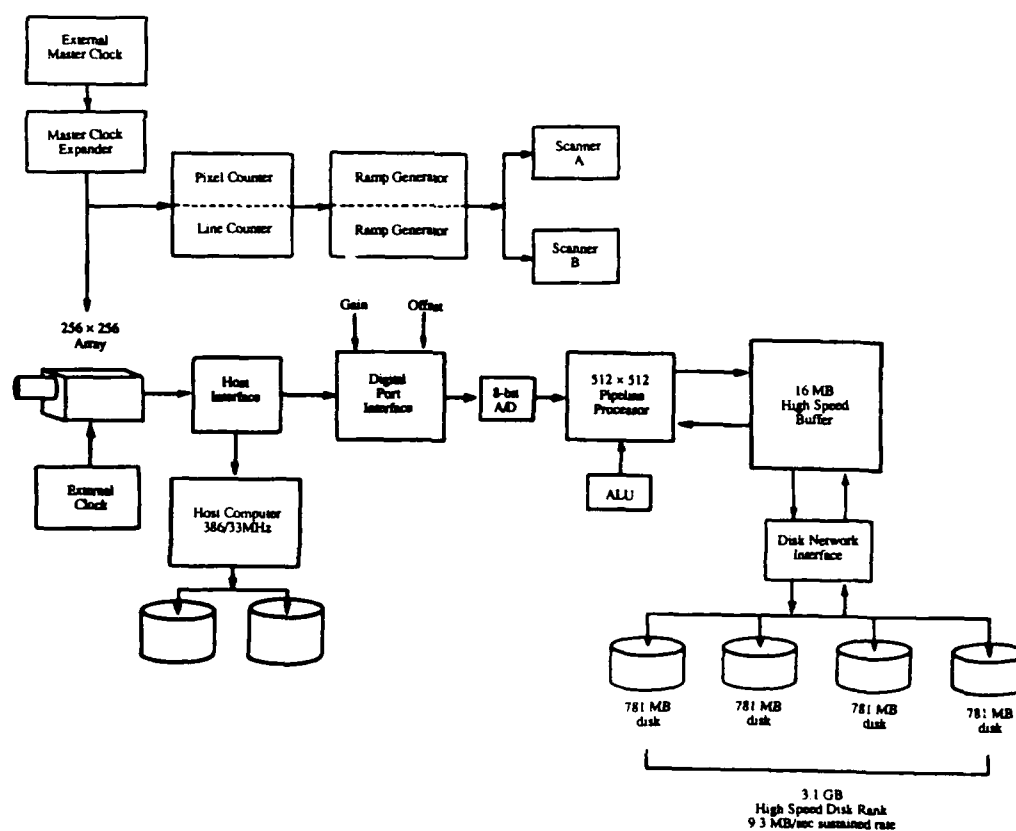 External
Master Clock
Master Clock
Expander
Pixel Counter
Line Counter
Ramp Generator
Ramp Generator
Scanner
A
Scanner
B
256 × 256
Array
Gain
Offset
Host
Interface
Digital
Port
Interface
8-bit
A/D
512 × 512
Pipeline
Processor
16 MB
High Speed
Buffer
External
Clock
Host Computer
386/33MHz
ALU
Disk Network
Interface
781 MB
disk
781 MB
disk
781 MB
disk
781 MB
disk
3.1 GB
High Speed Disk Rank
9.3 MB/sec sustained rate